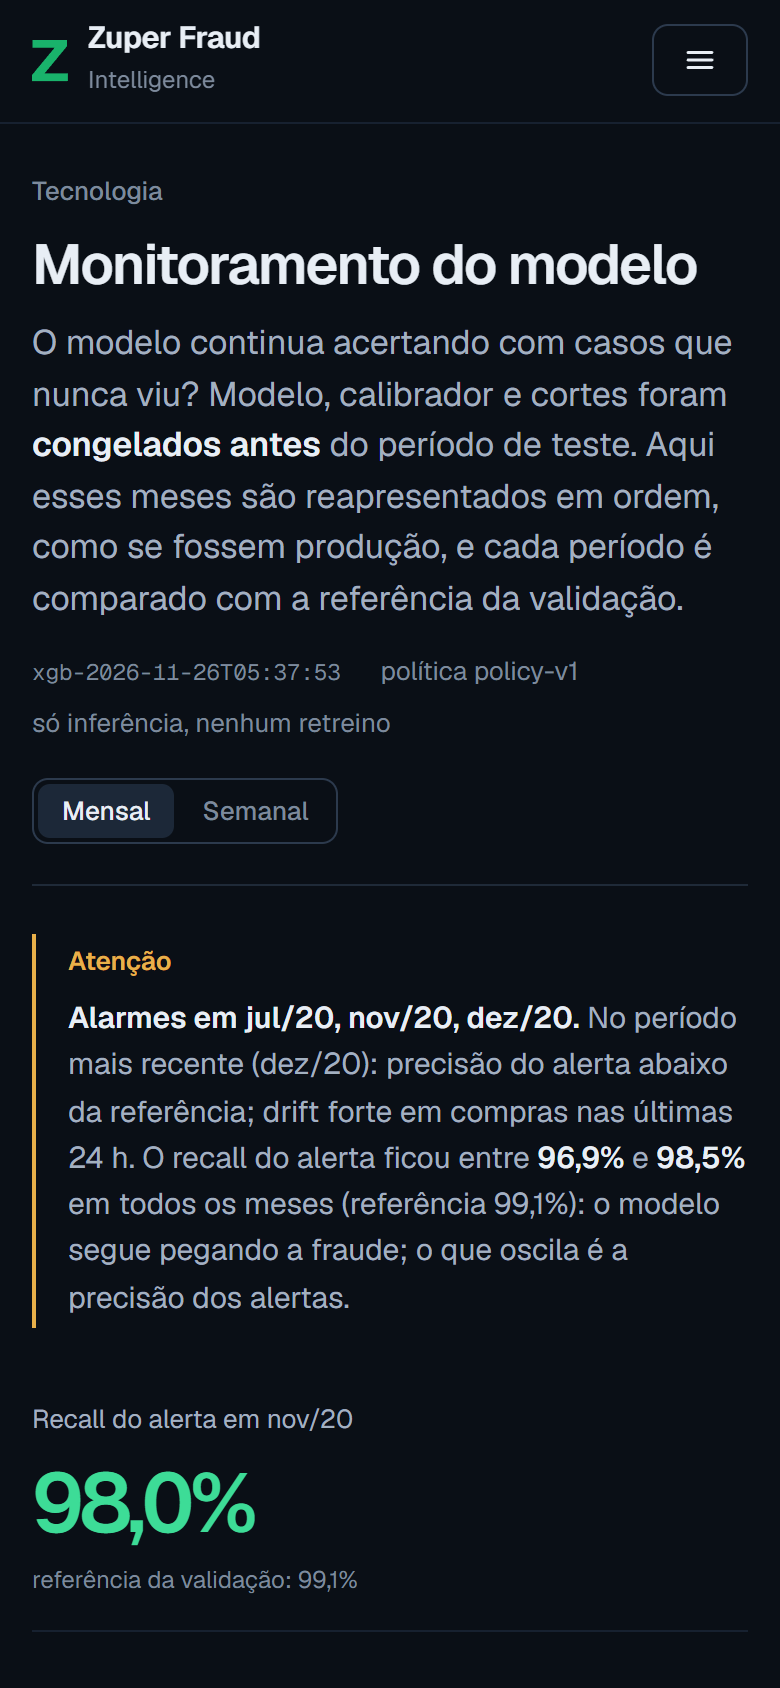 Z
Zuper Fraud
Intelligence
Tecnologia
Monitoramento do modelo
O modelo continua acertando com casos que
nunca viu? Modelo, calibrador e cortes foram
congelados antes do período de teste. Aqui
esses meses são reapresentados em ordem,
como se fossem produção, e cada período é
comparado com a referência da validação.
xgb-2026-11-26T05:37:53 política policy-v1
só inferência, nenhum retreino
Mensal Semanal
Atenção
Alarmes em jul/20, nov/20, dez/20. No período
mais recente (dez/20): precisão do alerta abaixo
da referência; drift forte em compras nas últimas
24 h. O recall do alerta ficou entre 96,9% e 98,5%
em todos os meses (referência 99,1%): o modelo
segue pegando a fraude; o que oscila é a
precisão dos alertas.
Recall do alerta em nov/20
98,0%
referência da validação: 99,1%